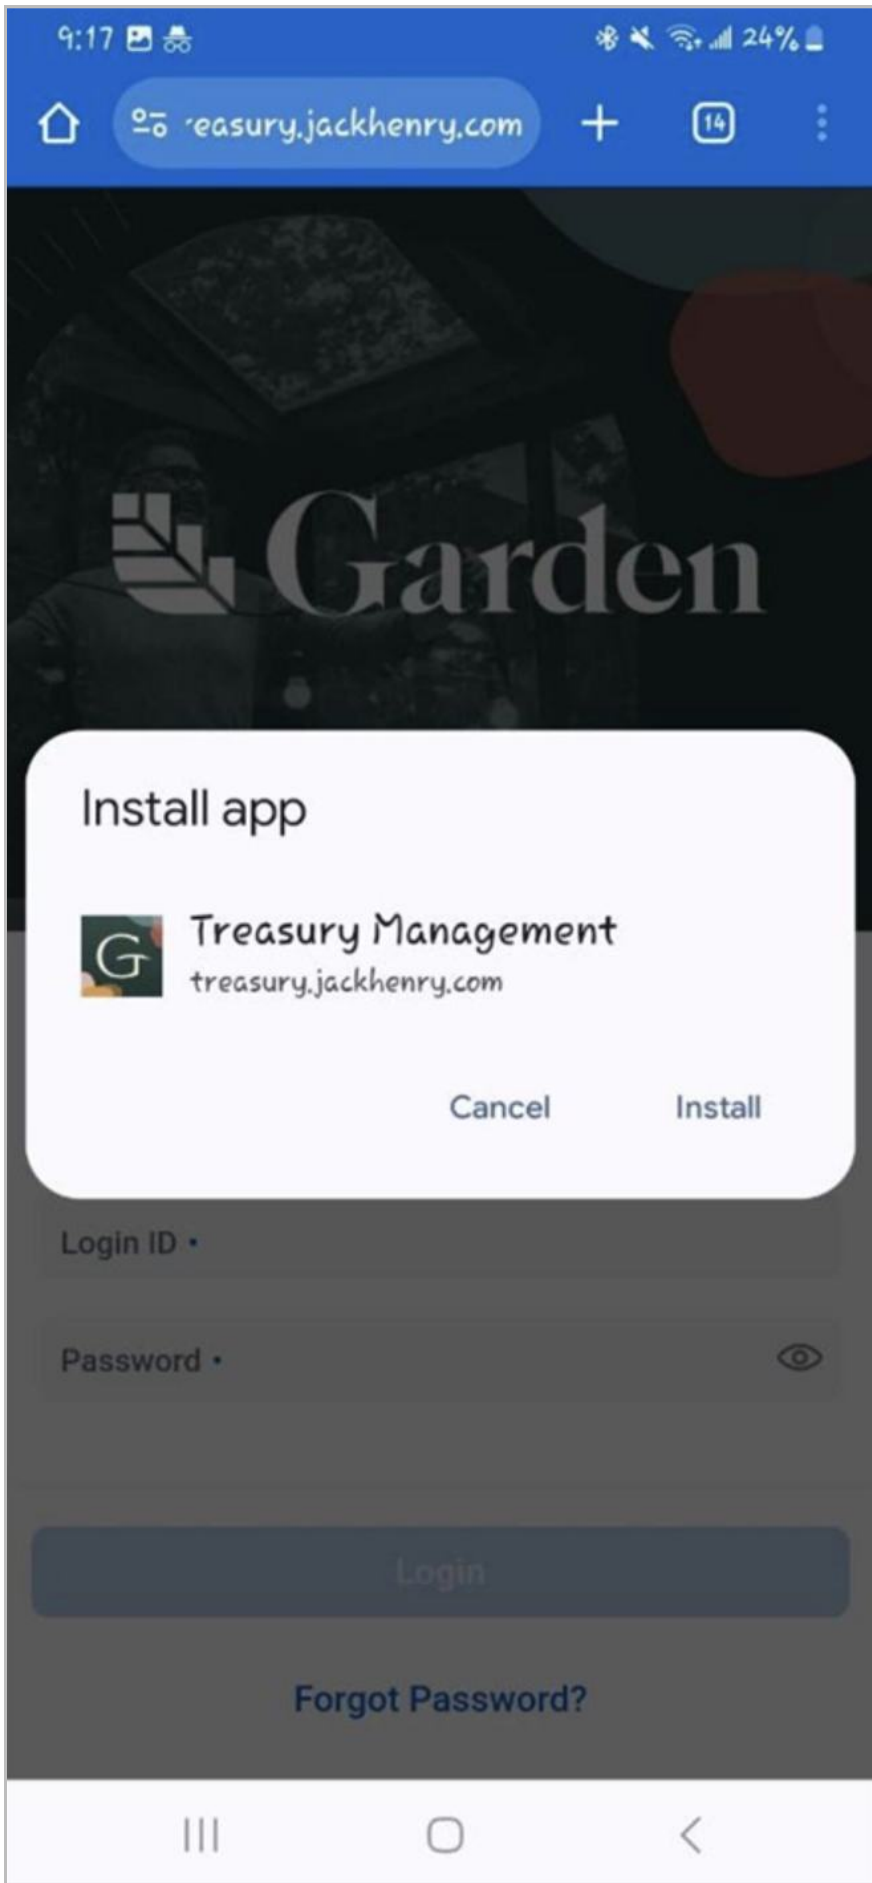 9:17 24%
easury.jackhenry.com 14
Garden
Install app
G
Treasury Management
treasury.jackhenry.com
Cancel Install
Login ID •
Password •
Login
Forgot Password?